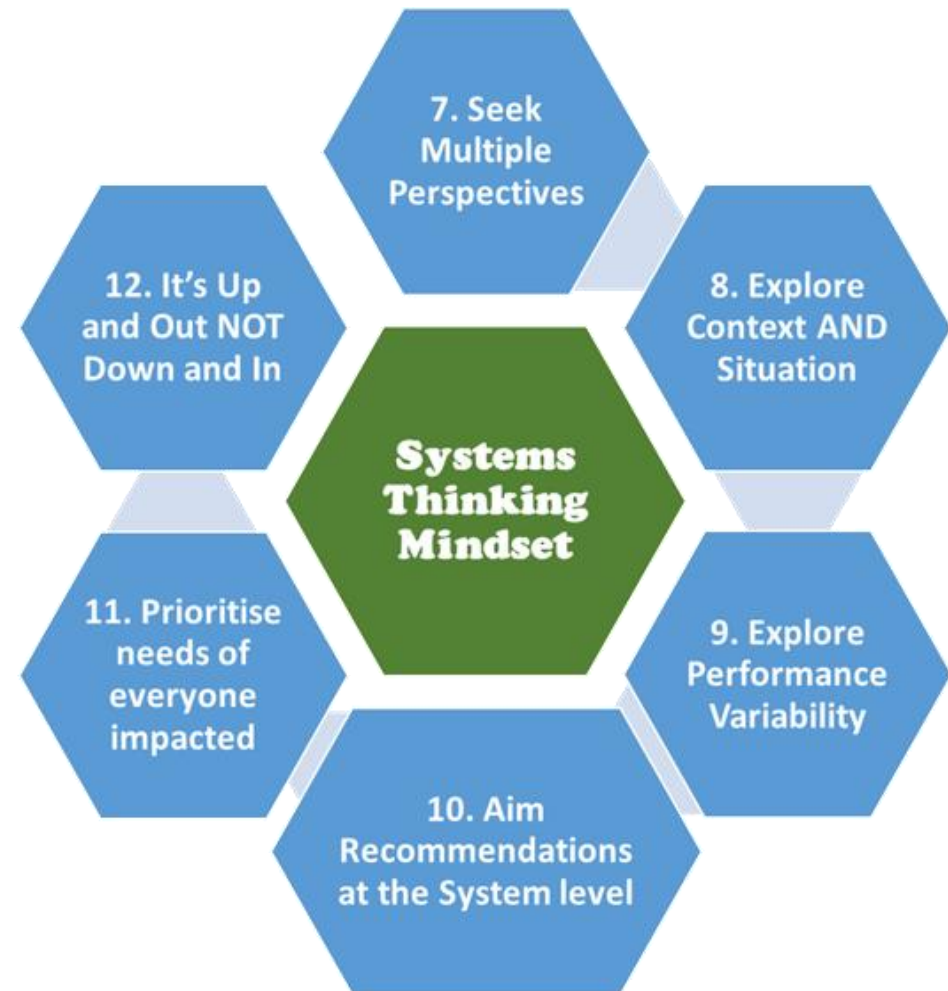 7. Seek
Multiple
Perspectives
8. Explore
Context AND
Situation
9. Explore
Performance
Variability
10. Aim
Recommendations
at the System level
11. Prioritise
needs of
everyone
impacted
12. It’s Up
and Out NOT
Down and In
Systems
Thinking
Mindset